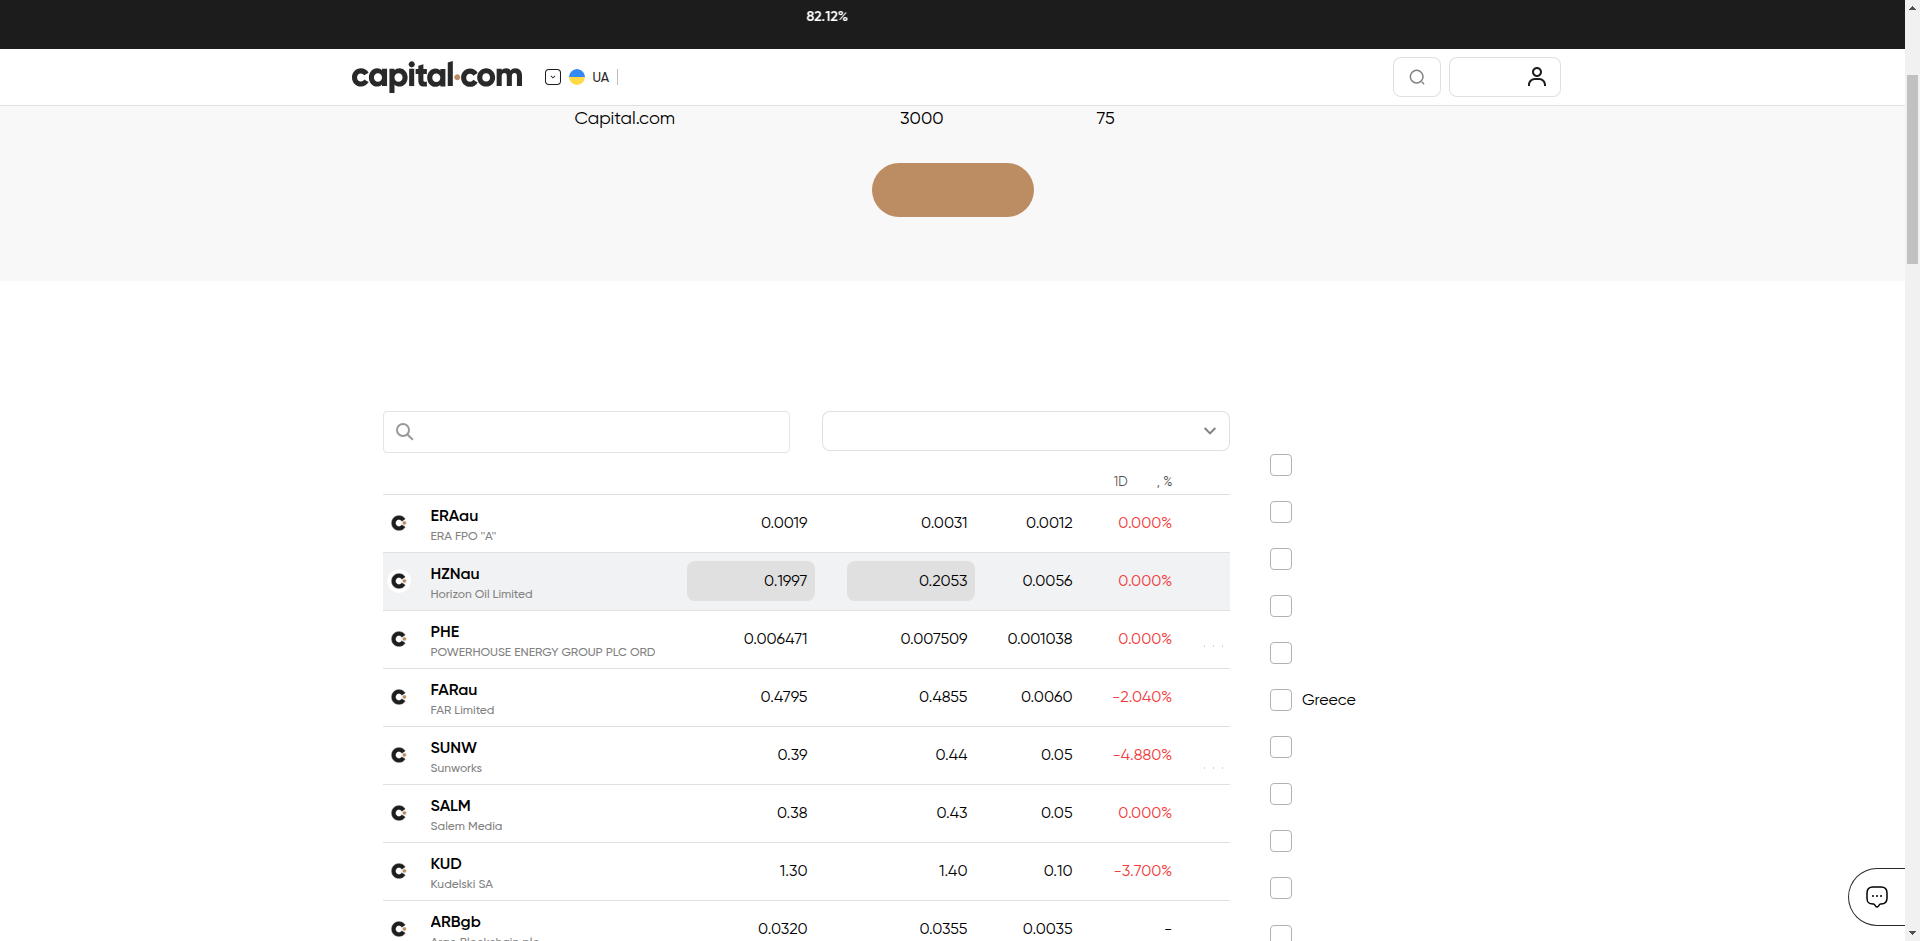 82.12%
capital.com
UA
Capital.com 3000 75
1D , %
ERAau 0.0019 0.0031 0.0012 0.000%
ERA FPO "A"
HZNau 0.1997 0.2053 0.0056 0.000%
Horizon Oil Limited
PHE 0.006471 0.007509 0.001038 0.000%
POWERHOUSE ENERGY GROUP PLC ORD
FARau 0.4795 0.4855 0.0060 -2.040%
FAR Limited
Greece
SUNW 0.39 0.44 0.05 -4.880%
Sunworks
SALM 0.38 0.43 0.05 0.000%
Salem Media
KUD 1.30 1.40 0.10 -3.700%
Kudelski SA
ARBgb 0.0320 0.0355 0.0035 -